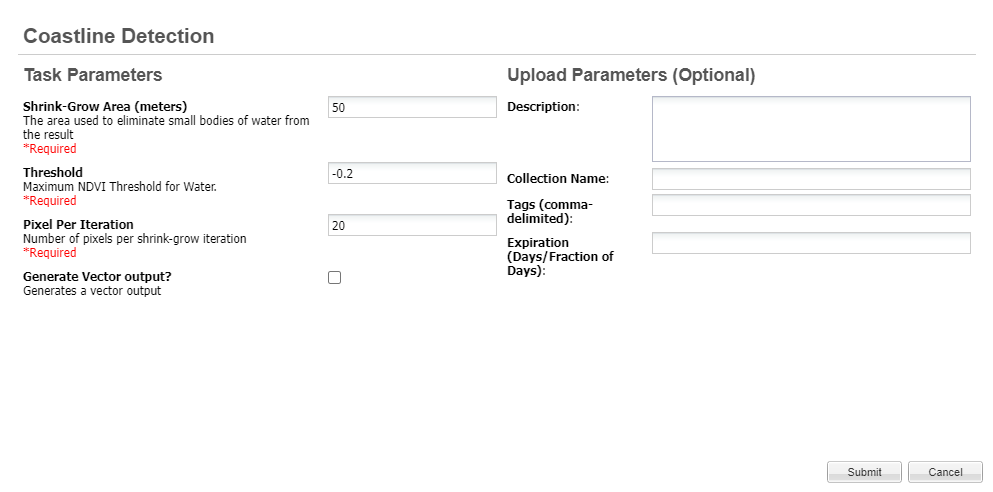 Coastline Detection
Task Parameters
Shrink-Grow Area (meters)
50
The area used to eliminate small bodies of water from
the result
*Required
Threshold
-0.2
Maximum NDVI Threshold for Water.
*Required
Pixel Per Iteration
20
Number of pixels per shrink-grow iteration
*Required
Generate Vector output?
Generates a vector output
Upload Parameters (Optional)
Description:
Collection Name:
Tags (comma-
delimited):
Expiration
(Days/Fraction of
Days):
Submit
Cancel